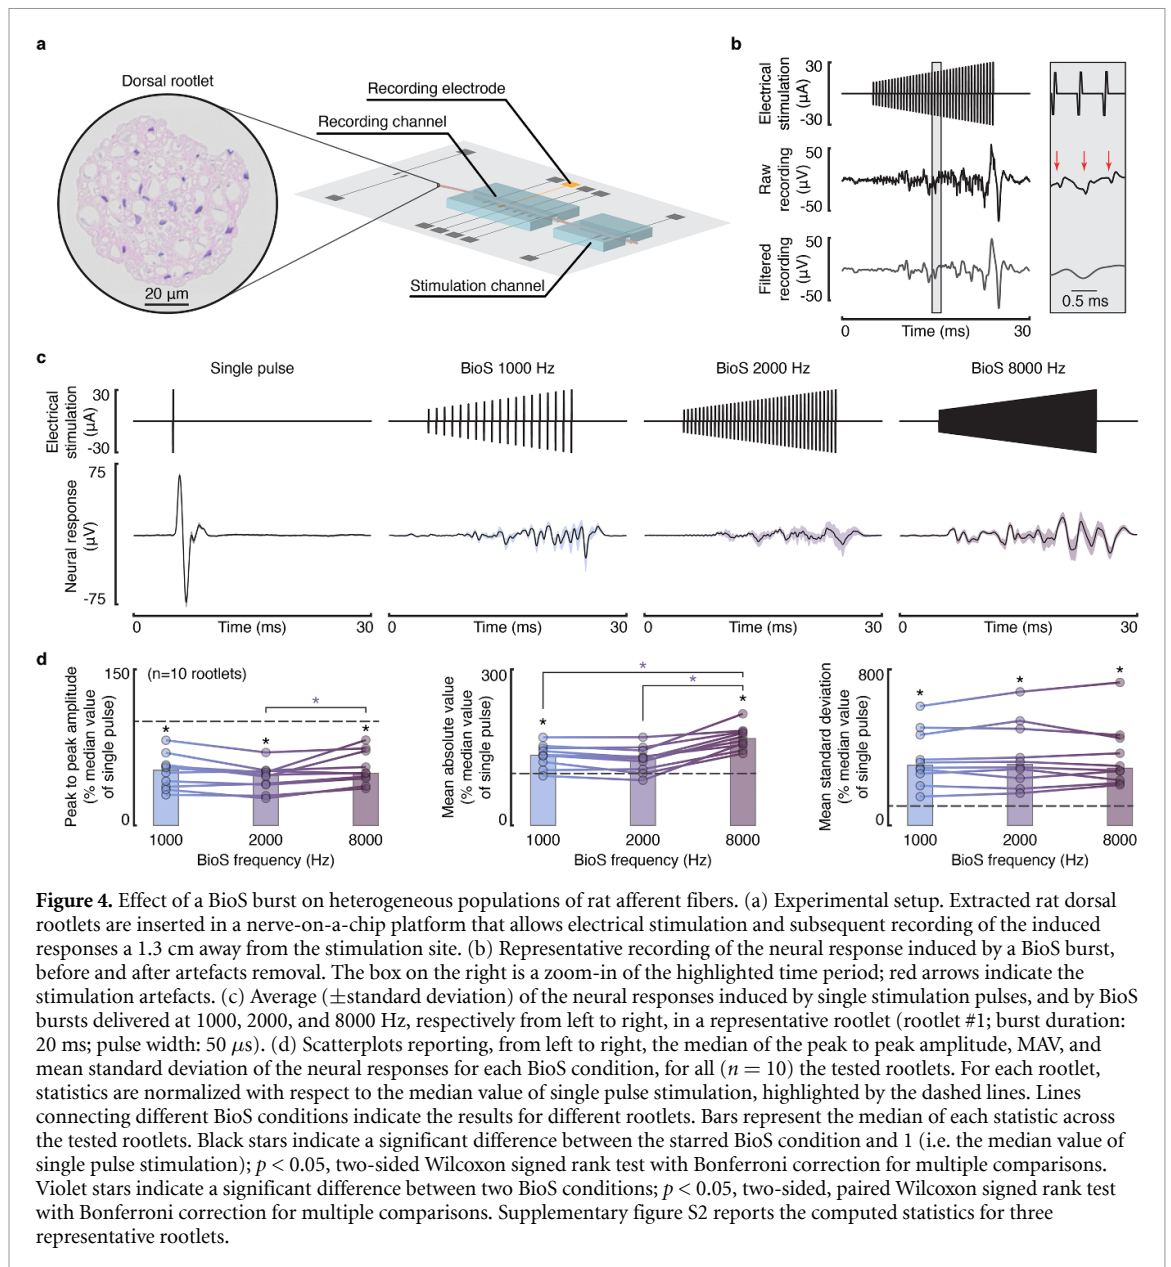 a
Dorsal rootlet
20 µm
Recording electrode
Recording channel
Stimulation channel
b
Electrical
stimulation
(µA)
30
-30
Raw
recording
(µV)
50
-50
Filtered
recording
(µV)
50
-50
0 Time (ms) 30
0.5 ms
c
Single pulse BioS 1000 Hz BioS 2000 Hz BioS 8000 Hz
Electrical
stimulation
(µA)
30
-30
Neural response
(µV)
75
-75
0 Time (ms) 30 0 Time (ms) 30 0 Time (ms) 30 0 Time (ms) 30
d
Peak to peak amplitude
(% median value
of single pulse)
150
0
(n=10 rootlets)
*
* * *
1000 2000 8000
BioS frequency (Hz)
Mean absolute value
(% median value
of single pulse)
300
0
*
*
* *
1000 2000 8000
BioS frequency (Hz)
Mean standard deviation
(% median value
of single pulse)
800
0
* * *
1000 2000 8000
BioS frequency (Hz)
Figure 4. Effect of a BioS burst on heterogeneous populations of rat afferent fibers. (a) Experimental setup. Extracted rat dorsal
rootlets are inserted in a nerve-on-a-chip platform that allows electrical stimulation and subsequent recording of the induced
responses a 1.3 cm away from the stimulation site. (b) Representative recording of the neural response induced by a BioS burst,
before and after artefacts removal. The box on the right is a zoom-in of the highlighted time period; red arrows indicate the
stimulation artefacts. (c) Average (±standard deviation) of the neural responses induced by single stimulation pulses, and by BioS
bursts delivered at 1000, 2000, and 8000 Hz, respectively from left to right, in a representative rootlet (rootlet #1; burst duration:
20 ms; pulse width: 50 µs). (d) Scatterplots reporting, from left to right, the median of the peak to peak amplitude, MAV, and
mean standard deviation of the neural responses for each BioS condition, for all (n = 10) the tested rootlets. For each rootlet,
statistics are normalized with respect to the median value of single pulse stimulation, highlighted by the dashed lines. Lines
connecting different BioS conditions indicate the results for different rootlets. Bars represent the median of each statistic across
the tested rootlets. Black stars indicate a significant difference between the starred BioS condition and 1 (i.e. the median value of
single pulse stimulation); p < 0.05, two-sided Wilcoxon signed rank test with Bonferroni correction for multiple comparisons.
Violet stars indicate a significant difference between two BioS conditions; p < 0.05, two-sided, paired Wilcoxon signed rank test
with Bonferroni correction for multiple comparisons. Supplementary figure S2 reports the computed statistics for three
representative rootlets.